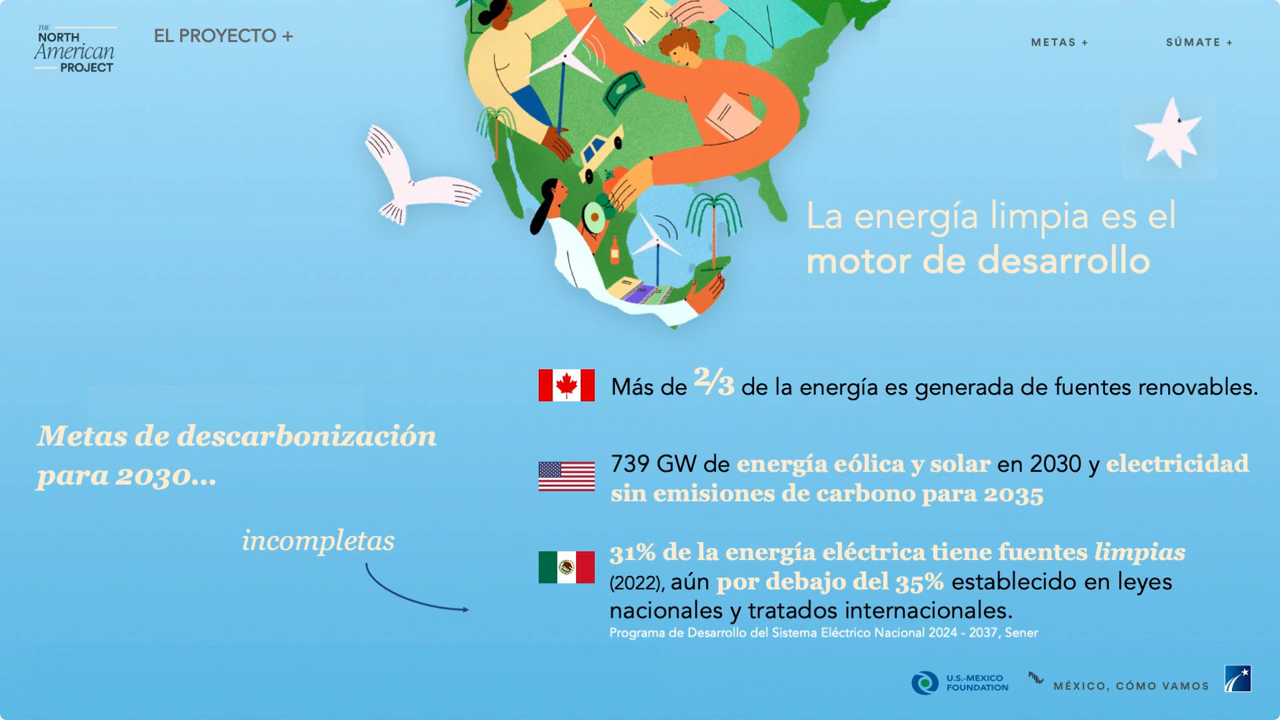 THE
NORTH
American
PROJECT
EL PROYECTO +
METAS +
SÚMATE +
La energía limpia es el
motor de desarrollo
Metas de descarbonización
para 2030...
incompletas
Más de 2/3 de la energía es generada de fuentes renovables.
739 GW de energía eólica y solar en 2030 y electricidad
sin emisiones de carbono para 2035
31% de la energía eléctrica tiene fuentes limpias
(2022), aún por debajo del 35% establecido en leyes
nacionales y tratados internacionales.
Programa de Desarrollo del Sistema Eléctrico Nacional 2024 - 2037, Sener
U.S.-MEXICO
FOUNDATION
MÉXICO, CÓMO VAMOS